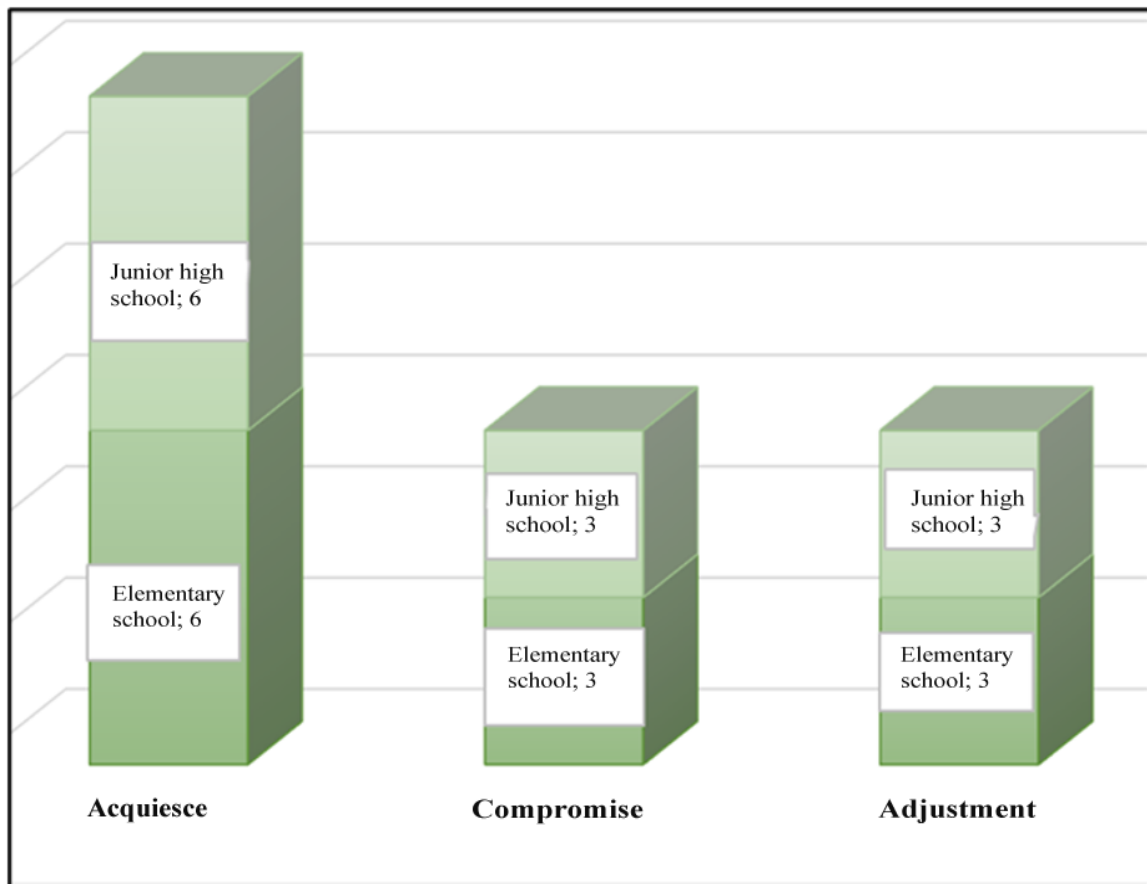 Junior high
school; 6
Elementary
school; 6
Junior high
school; 3
Elementary
school; 3
Junior high
school; 3
Elementary
school; 3
Acquiesce
Compromise
Adjustment